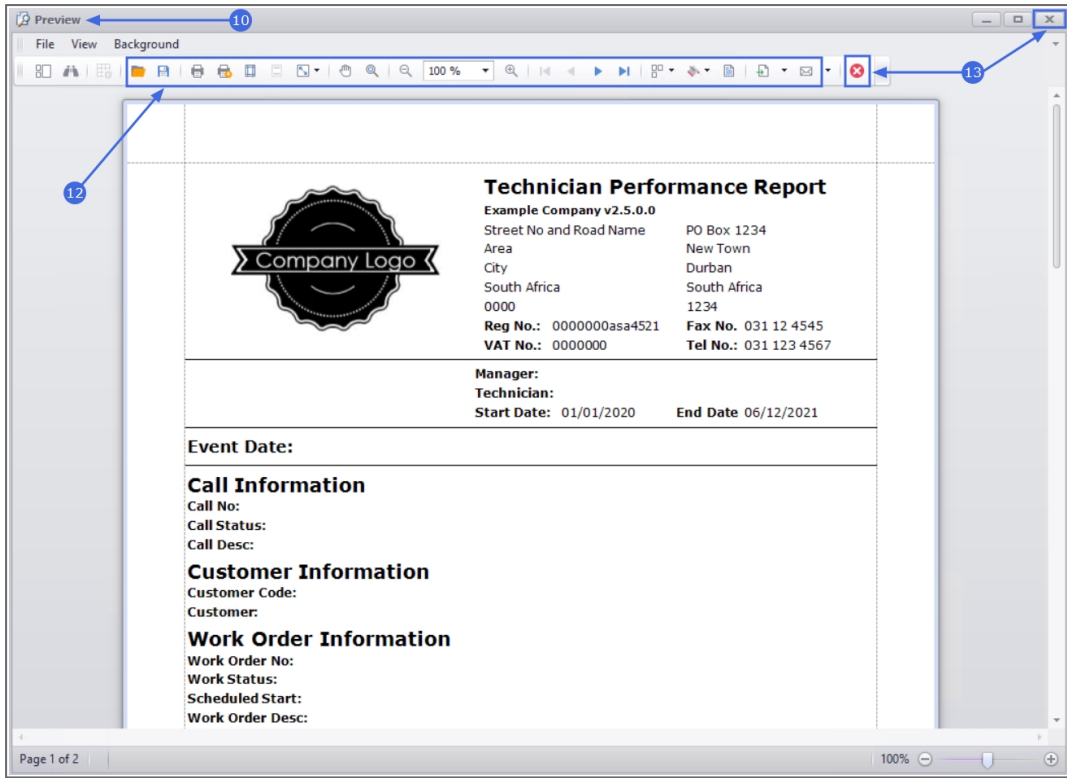 Preview
10
File View Background
100 %
13
12
Technician Performance Report
Example Company v2.5.0.0
Street No and Road Name PO Box 1234
Area New Town
City Durban
South Africa South Africa
0000 1234
Reg No.: 0000000asa4521 Fax No. 031 12 4545
VAT No.: 0000000 Tel No.: 031 123 4567
Company Logo
Manager:
Technician:
Start Date: 01/01/2020 End Date 06/12/2021
Event Date:
Call Information
Call No:
Call Status:
Call Desc:
Customer Information
Customer Code:
Customer:
Work Order Information
Work Order No:
Work Status:
Scheduled Start:
Work Order Desc:
Page 1 of 2 100%